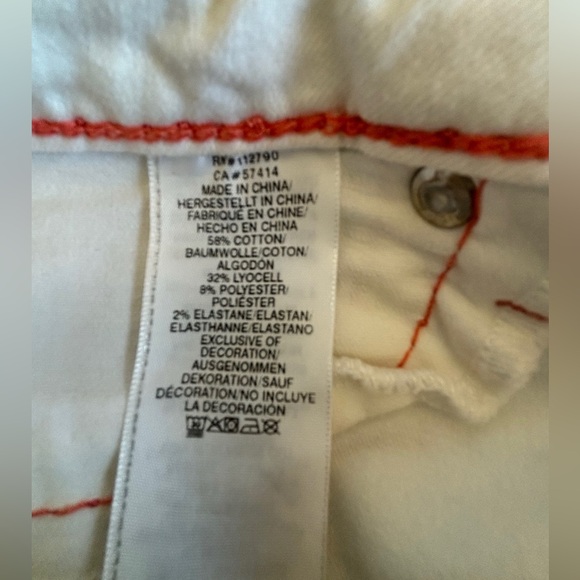 RN# 112790
CA # 57414
MADE IN CHINA/
HERGESTELLT IN CHINA/
FABRIQUÉ EN CHINE/
HECHO EN CHINA
58% COTTON/
BAUMWOLLE/COTON/
ALGODÓN
32% LYOCELL
8% POLYESTER/
POLIÉSTER
2% ELASTANE/ELASTAN/
ELASTHANNE/ELASTANO
EXCLUSIVE OF
DECORATION/
AUSGENOMMEN
DEKORATION/SAUF
DÉCORATION/NO INCLUYE
LA DECORACIÓN